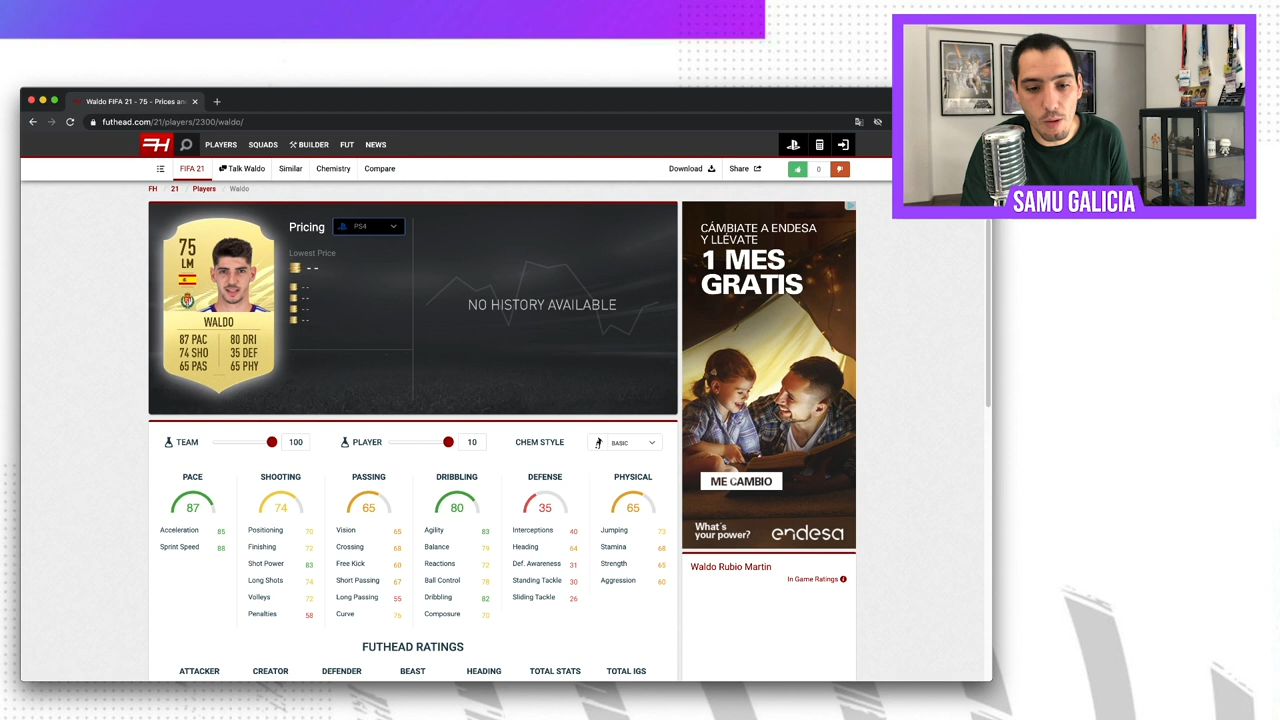 Waldo FIFA 21 - 75 - Prices an
futhead.com/21/players/2300/waldo/
FH
PLAYERS
SQUADS
BUILDER
FUT
NEWS
FIFA 21
Talk Waldo
Similar
Chemistry
Compare
Download
Share
0
FH / 21 / Players / Waldo
75
LM
WALDO
87 PAC 80 DRI
74 SHO 35 DEF
65 PAS 65 PHY
Pricing
PS4
Lowest Price
--
--
--
--
--
NO HISTORY AVAILABLE
TEAM
100
PLAYER
10
CHEM STYLE
BASIC
PACE
87
Acceleration 85
Sprint Speed 88
SHOOTING
74
Positioning 70
Finishing 72
Shot Power 83
Long Shots 74
Volleys 72
Penalties 58
PASSING
65
Vision 65
Crossing 68
Free Kick 60
Short Passing 67
Long Passing 55
Curve 76
DRIBBLING
80
Agility 83
Balance 79
Reactions 72
Ball Control 78
Dribbling 82
Composure 70
DEFENSE
35
Interceptions 40
Heading 64
Def. Awareness 31
Standing Tackle 30
Sliding Tackle 26
PHYSICAL
65
Jumping 73
Stamina 68
Strength 65
Aggression 60
FUTHEAD RATINGS
ATTACKER
CREATOR
DEFENDER
BEAST
HEADING
TOTAL STATS
TOTAL IGS
CÁMBIATE A ENDESA
Y LLÉVATE
1 MES
GRATIS
ME CAMBIO
What's
your power?
endesa
Waldo Rubio Martin
In Game Ratings
SAMU GALICIA